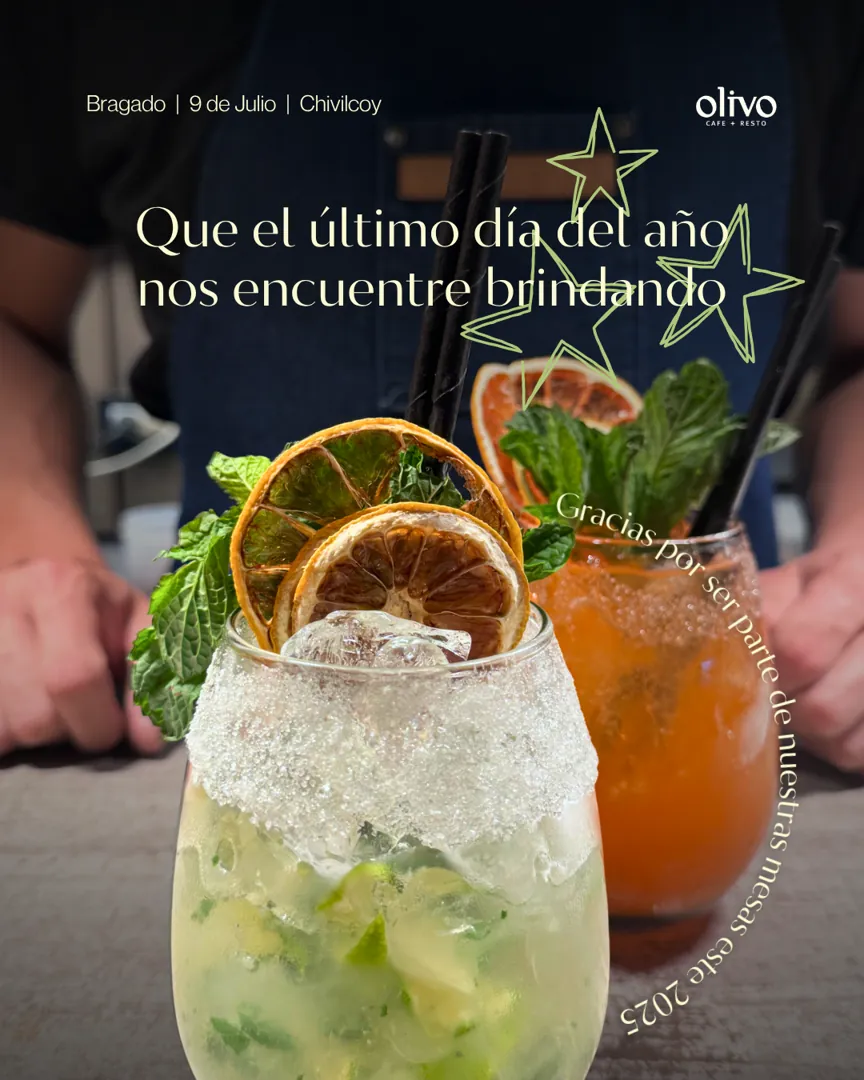 Bragado | 9 de Julio | Chivilcoy
olivo
CAFE + RESTO
Que el último día del año
nos encuentre brindando
Gracias por ser parte de nuestras mesas este 2025